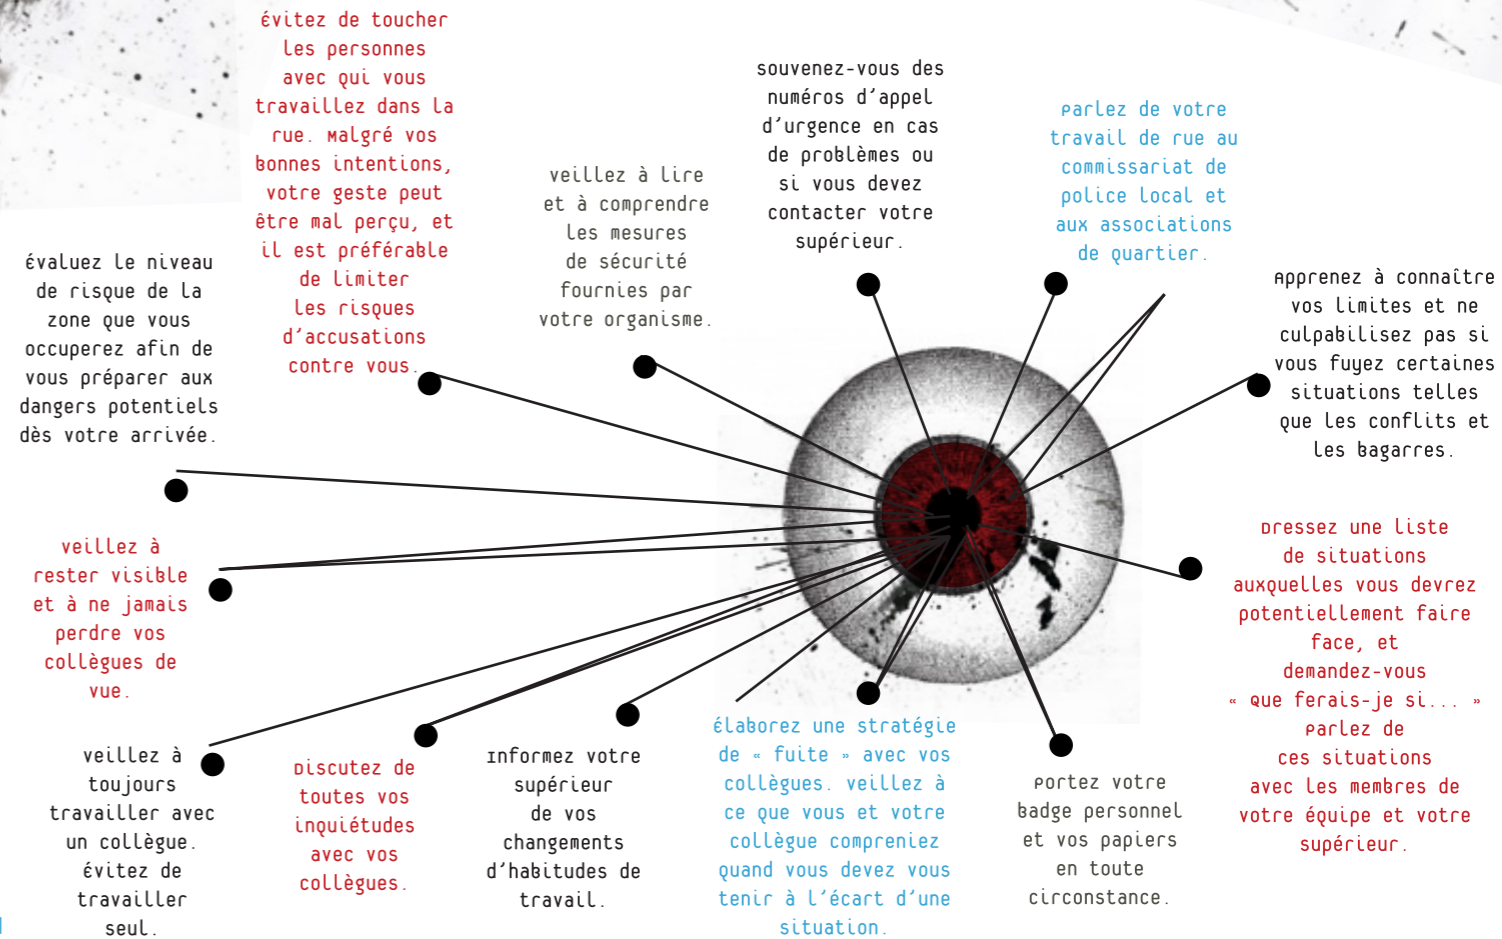 évitez de toucher
les personnes
avec qui vous
travaillez dans la
rue. Malgré vos
bonnes intentions,
votre geste peut
être mal perçu, et
il est préférable
de limiter
les risques
d’accusations
contre vous.
souvenez-vous des
numéros d’appel
d’urgence en cas
de problèmes ou
si vous devez
contacter votre
supérieur.
Parlez de votre
travail de rue au
commissariat de
police local et
aux associations
de quartier.
veillez à lire
et à comprendre
les mesures
de sécurité
fournies par
votre organisme.
évaluez le niveau
de risque de la
zone que vous
occuperez afin de
vous préparer aux
dangers potentiels
dès votre arrivée.
Apprenez à connaître
vos limites et ne
culpabilisez pas si
vous fuyez certaines
situations telles
que les conflits et
les bagarres.
veillez à
rester visible
et à ne jamais
perdre vos
collègues de
vue.
Dressez une liste
de situations
auxquelles vous devrez
potentiellement faire
face, et
demandez-vous
« Que ferais-je si... »
Parlez de
ces situations
avec les membres de
votre équipe et votre
supérieur.
veillez à
toujours
travailler avec
un collègue.
évitez de
travailler
seul.
Discutez de
toutes vos
inquiétudes
avec vos
collègues.
Informez votre
supérieur
de vos
changements
d’habitudes de
travail.
élaborez une stratégie
de « fuite » avec vos
collègues. veillez à
ce que vous et votre
collègue compreniez
quand vous devez vous
tenir à l’écart d’une
situation.
Portez votre
badge personnel
et vos papiers
en toute
circonstance.